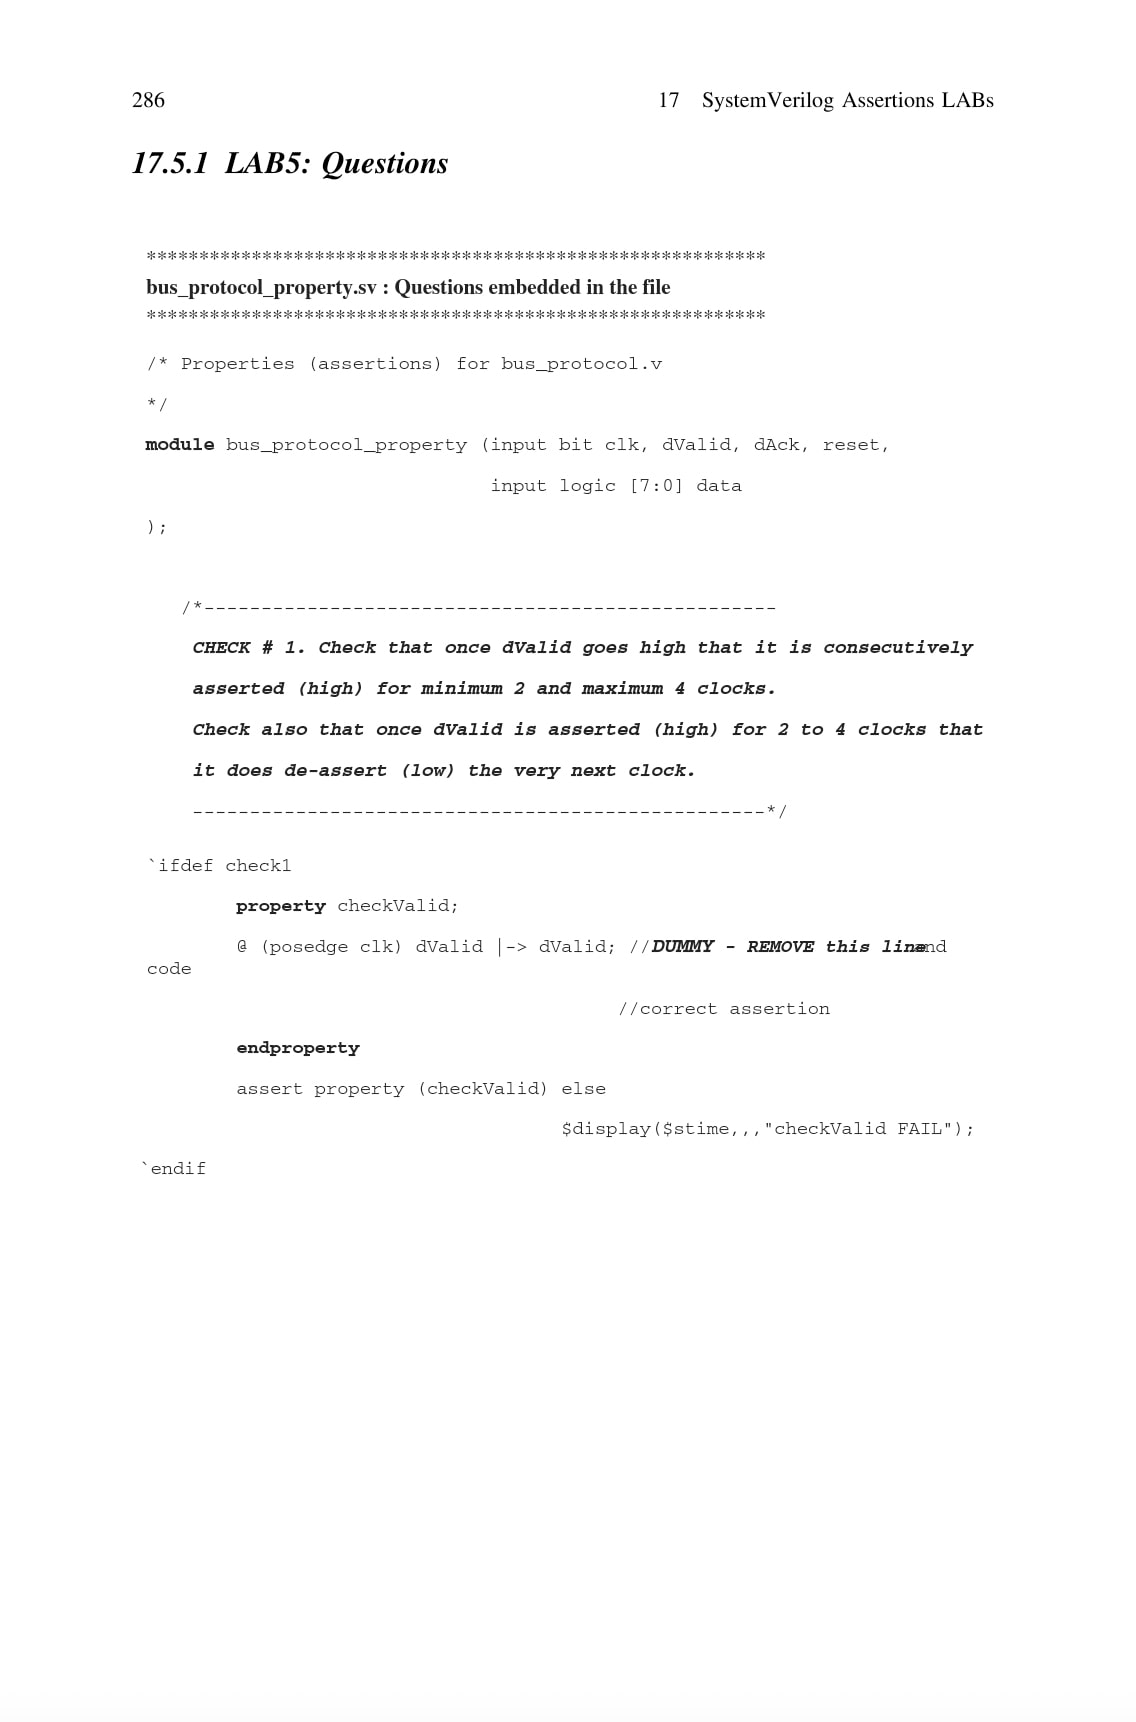 286 17 SystemVerilog Assertions LABs
17.5.1 LAB5: Questions
***********************************************************
bus_protocol_property.sv : Questions embedded in the file
***********************************************************
/* Properties (assertions) for bus_protocol.v
*/
module bus_protocol_property (input bit clk, dValid, dAck, reset,
input logic [7:0] data
);
/*--------------------------------------------------
CHECK # 1. Check that once dValid goes high that it is consecutively
asserted (high) for minimum 2 and maximum 4 clocks.
Check also that once dValid is asserted (high) for 2 to 4 clocks that
it does de-assert (low) the very next clock.
--------------------------------------------------*/
`ifdef check1
property checkValid;
@ (posedge clk) dValid |-> dValid; //DUMMY - REMOVE this line and
code
//correct assertion
endproperty
assert property (checkValid) else
$display($stime,,,"checkValid FAIL");
`endif